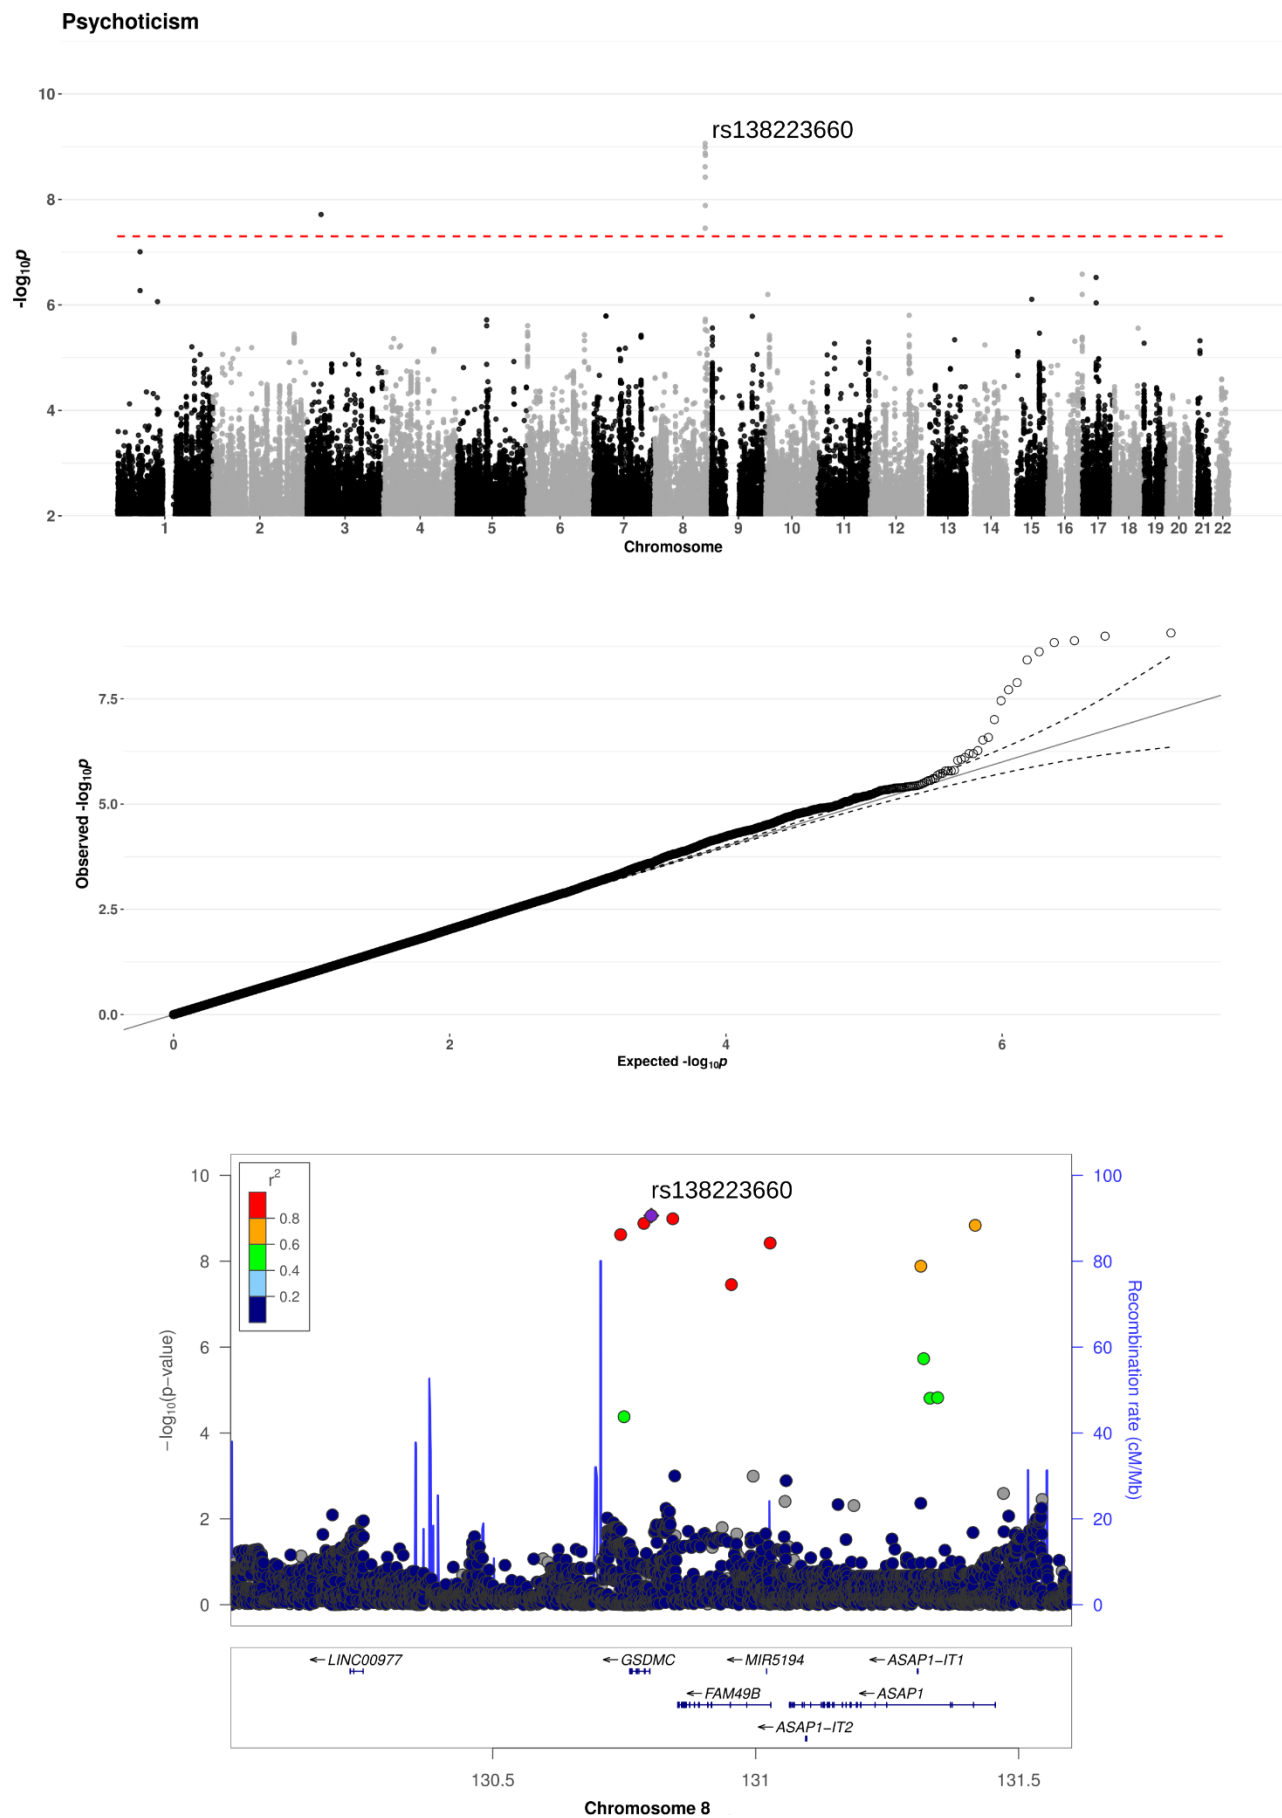 Psychoticism
10
rs138223660
8
6
4
2
-log10p
1 2 3 4 5 6 7 8 9 10 11 12 13 14 15 16 17 18 19 20 21 22
Chromosome
7.5
5.0
2.5
0.0
Observed -log10p
0 2 4 6
Expected -log10p
r2
0.8
0.6
0.4
0.2
rs138223660
10
8
6
4
2
0
−log10(p−value)
100
80
60
40
20
0
Recombination rate (cM/Mb)
←LINC00977
←GSDMC
←MIR5194
←ASAP1−IT1
←FAM49B
←ASAP1
←ASAP1−IT2
130.5 131 131.5
Chromosome 8